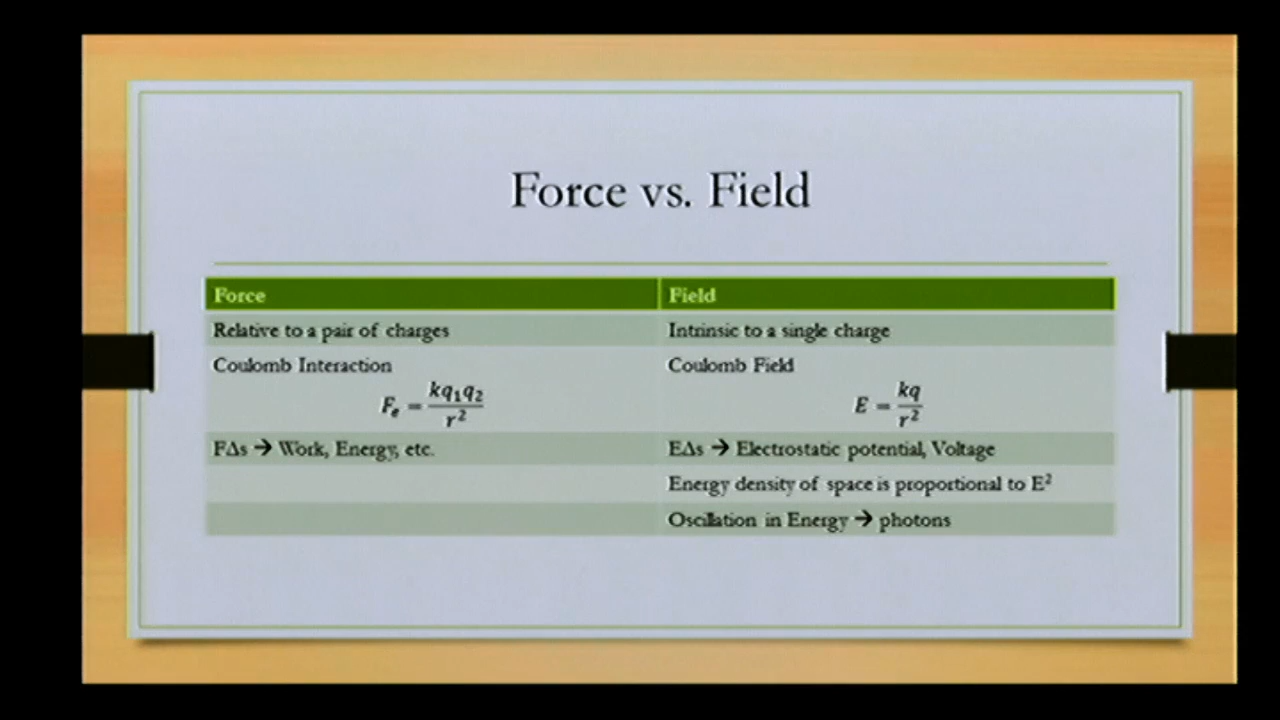 Force vs. Field
Force
Field
Relative to a pair of charges
Intrinsic to a single charge
Coulomb Interaction
Coulomb Field
Fₑ = kq₁q₂ / r²
E = kq / r²
FΔs → Work, Energy, etc.
EΔs → Electrostatic potential, Voltage
Energy density of space is proportional to E²
Oscillation in Energy → photons